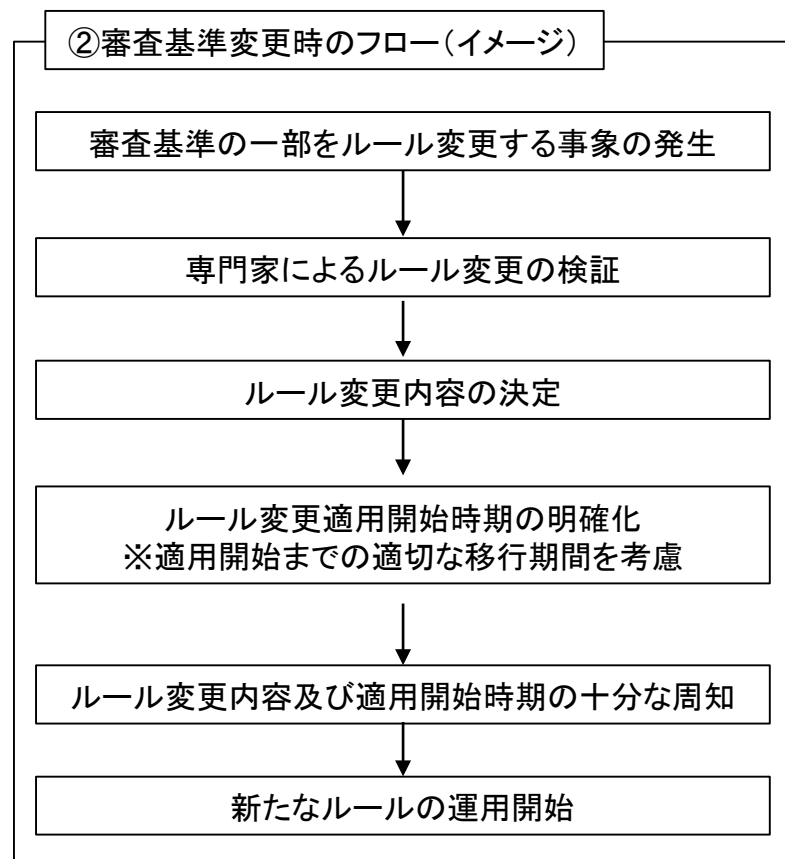 ②審査基準変更時のフロー(イメージ)
審査基準の一部をルール変更する事象の発生
専門家によるルール変更の検証
ルール変更内容の決定
ルール変更適用開始時期の明確化
※適用開始までの適切な移行期間を考慮
ルール変更内容及び適用開始時期の十分な周知
新たなルールの運用開始